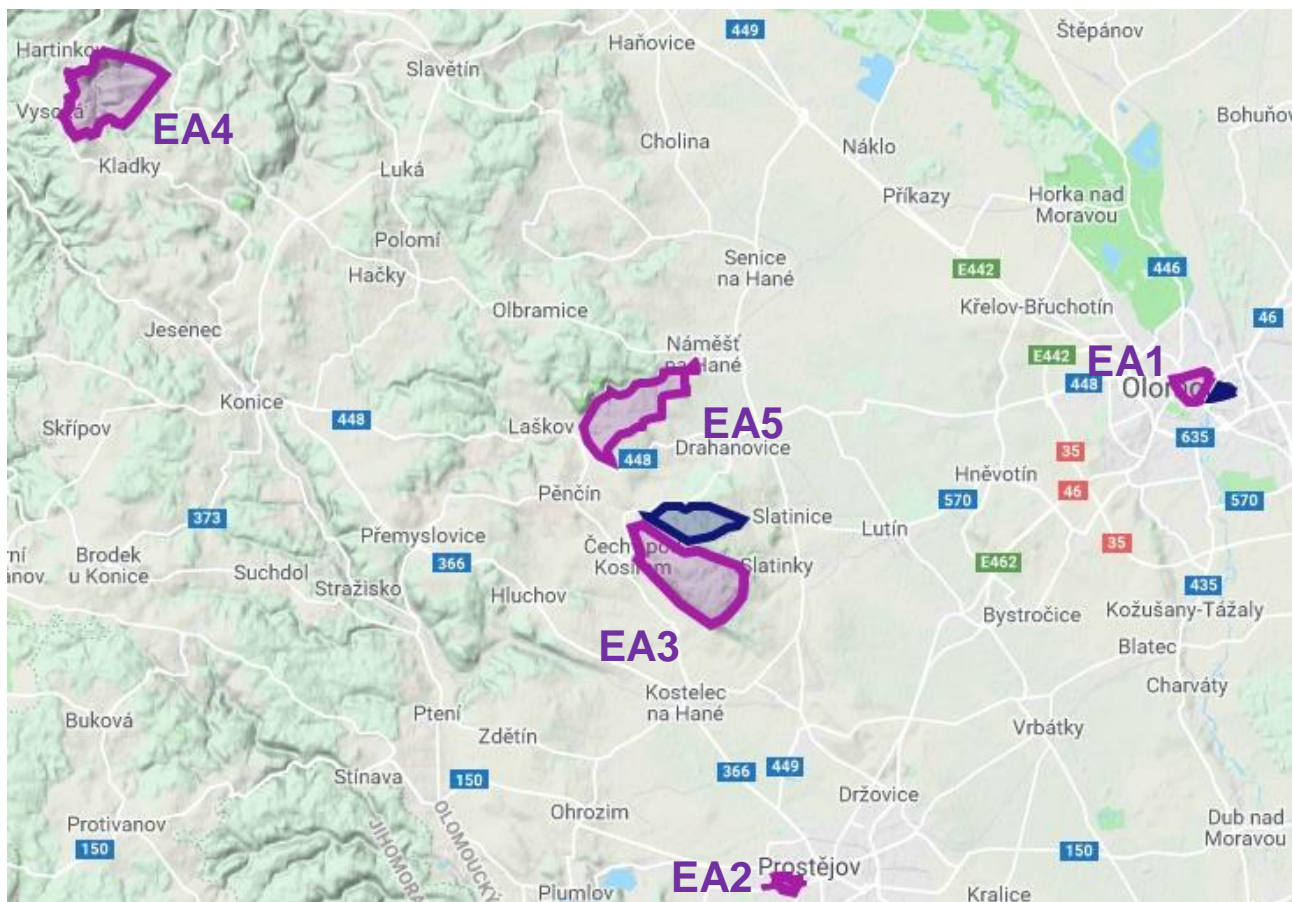 Štěpánov
449
Haňovice
Hartinkov
Slavětín
Vysoká
Bohuňov
EA4
Cholina
Náklo
Kladky
Luká
Příkazy
Horka nad
Moravou
Polomí
Senice
na Hané
Hačky
E442
446
Olbramice
Křelov-Břuchotín
46
Jesenec
Náměšť
na Hané
E442
EA1
448
Olomo
Konice
448
Skřípov
Laškov
EA5
635
448
Drahanovice
35
Hněvotín
46
570
570
Pěnčín
373
Slatinice
Lutín
Přemyslovice
35
Brodek
u Konice
366
Čechy po
Kosířem
Slatinky
E462
Suchdol
Stražisko
Hluchov
435
Bystročice
Kožušany-Tážaly
EA3
Blatec
Kostelec
na Hané
Charváty
Buková
Ptení
Vrbátky
Zdětín
366
449
Stínava
150
Držovice
Ohrozim
Dub nad
Moravou
Protivanov
150
JIHOMORA
OLOMOUCKÝ
150
Prostějov
EA2
Plumlov
Kralice